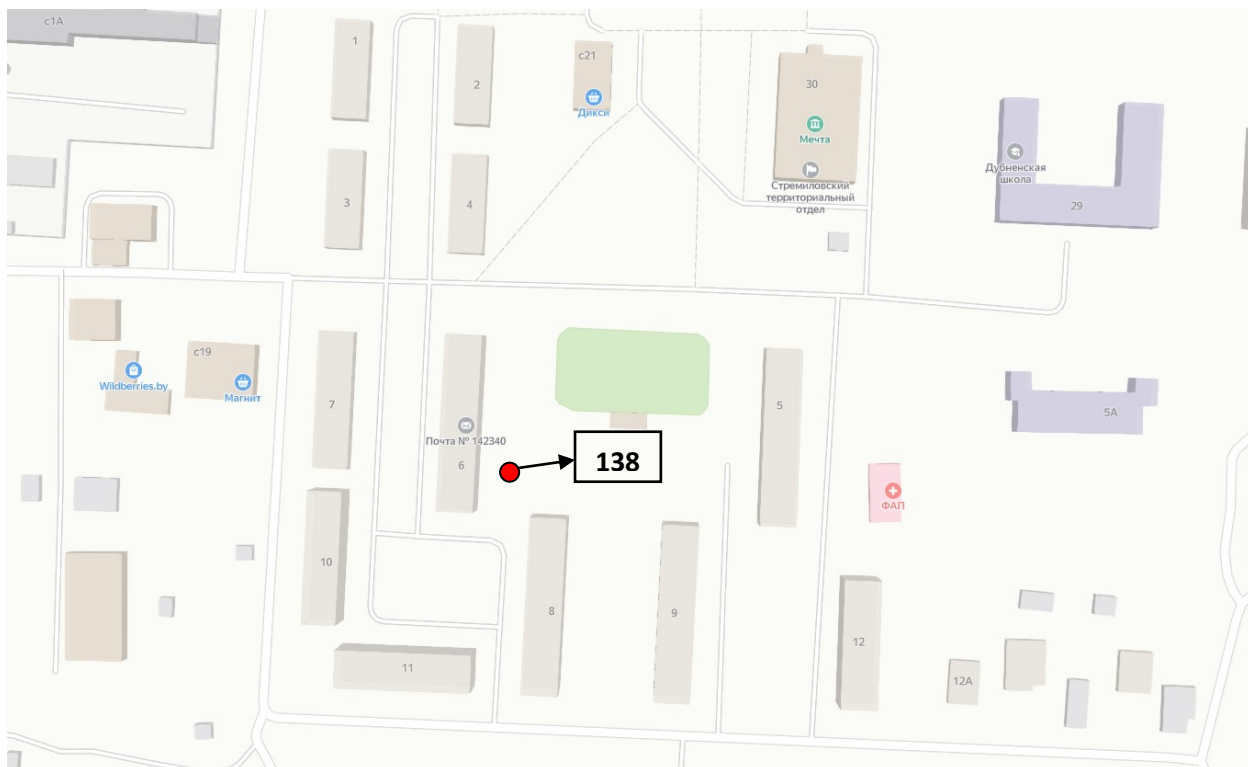 с1А
1
2
с21
Дикси
30
Мечта
Стремиловский
территориальный
отдел
Дубненская
школа
29
3
4
с19
Wildberries.by
Магнит
7
Почта № 142340
6
138
5
5А
ФАП
10
8
9
11
12
12А